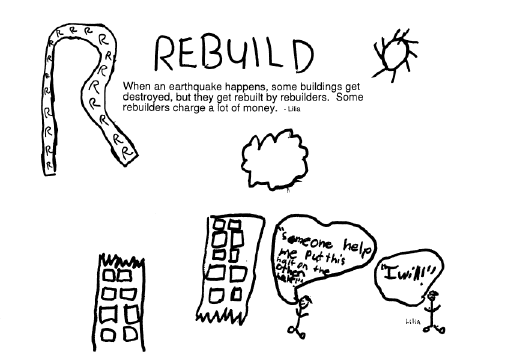 R
REBUILD
When an earthquake happens, some buildings get
destroyed, but they get rebuilt by rebuilders. Some
rebuilders charge a lot of money. - Lilia
"Someone help
me put this
half on the
other
"I will!"
Lilia